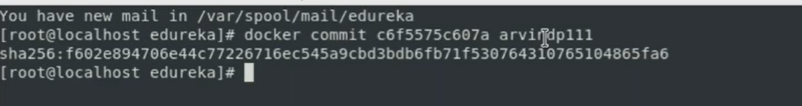 You have new mail in /var/spool/mail/edureka
[root@localhost edureka]# docker commit c6f5575c607a arvindp111
sha256:f602e894706e44c77226716ec545a9cbd3bdb6fb71f530764310765104865fa6
[root@localhost edureka]#